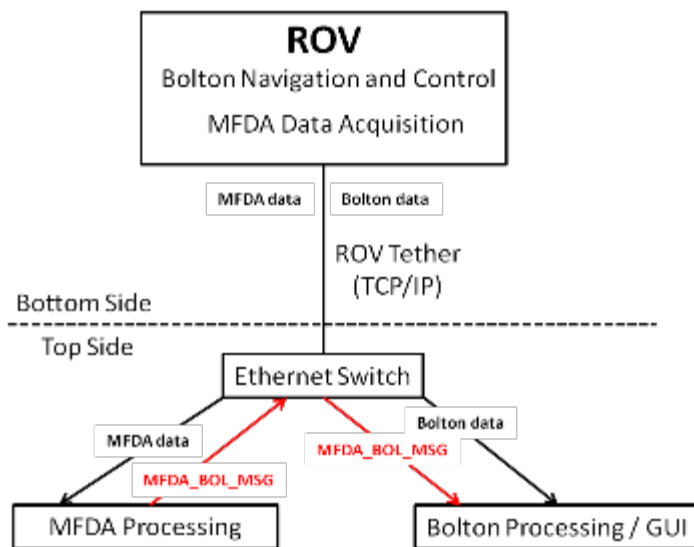 ROV
Bolton Navigation and Control
MFDA Data Acquisition
MFDA data
Bolton data
ROV Tether
(TCP/IP)
Bottom Side
Top Side
Ethernet Switch
MFDA data
Bolton data
MFDA_BOL_MSG
MFDA_BOL_MSG
MFDA Processing
Bolton Processing / GUI